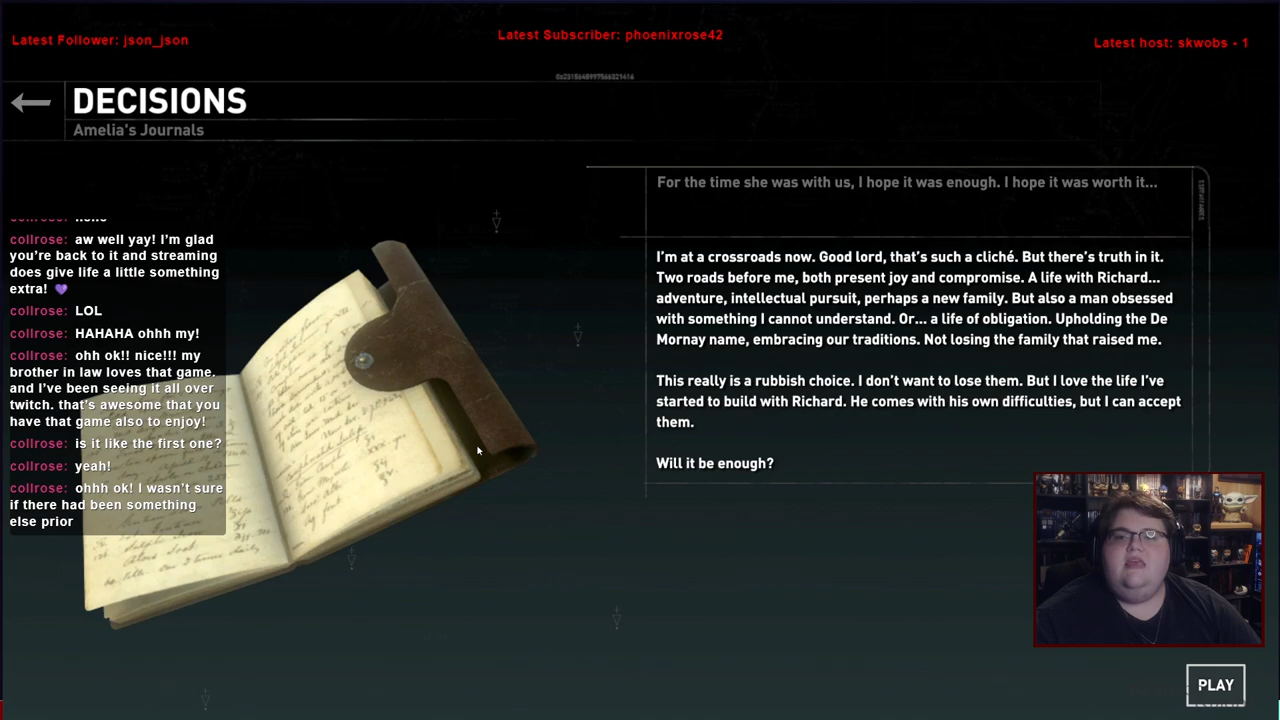 Latest Follower: json_json
Latest Subscriber: phoenixrose42
Latest host: skwobs - 1
DECISIONS
Amelia's Journals
For the time she was with us, I hope it was enough. I hope it was worth it...
I'm at a crossroads now. Good lord, that's such a cliché. But there's truth in it.
Two roads before me, both present joy and compromise. A life with Richard...
adventure, intellectual pursuit, perhaps a new family. But also a man obsessed
with something I cannot understand. Or... a life of obligation. Upholding the De
Mornay name, embracing our traditions. Not losing the family that raised me.
This really is a rubbish choice. I don't want to lose them. But I love the life I've
started to build with Richard. He comes with his own difficulties, but I can accept
them.
Will it be enough?
collrose: aw well yay! I'm glad
you're back to it and streaming
does give life a little something
extra! 💜
collrose: LOL
collrose: HAHAHA ohhh my!
collrose: ohh ok!! nice!!! my
brother in law loves that game.
and I've been seeing it all over
twitch. that's awesome that you
have that game also to enjoy!
collrose: is it like the first one?
collrose: yeah!
collrose: ohhh ok! I wasn't sure
if there had been something
else prior
PLAY